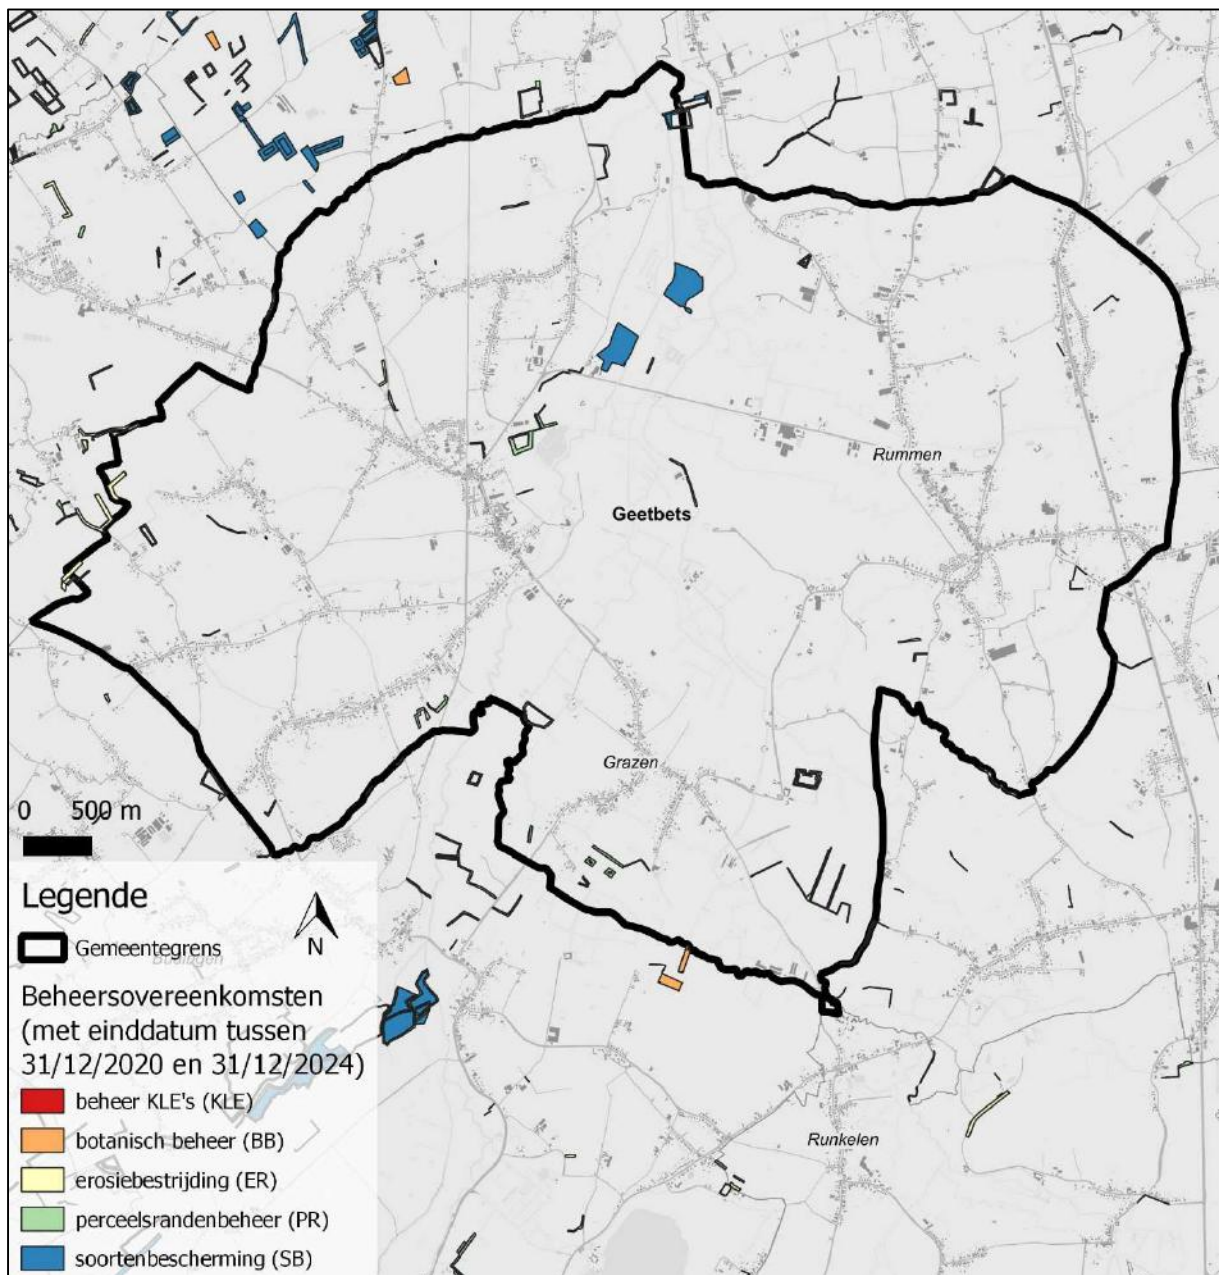 Rummen
Geetbets
Grazen
0 500 m
Legende
N
Gemeentegrens
Budingen
Beheersovereenkomsten
(met einddatum tussen
31/12/2020 en 31/12/2024)
beheer KLE's (KLE)
botanisch beheer (BB)
erosiebestrijding (ER)
Runkelen
perceelsrandenbeheer (PR)
soortenbescherming (SB)